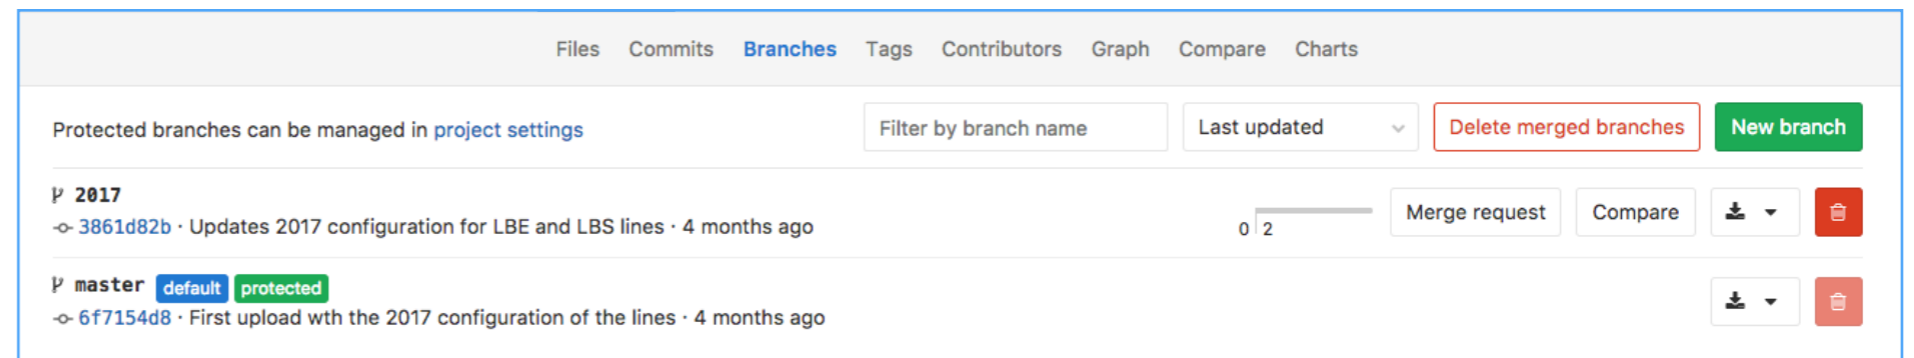 Files Commits Branches Tags Contributors Graph Compare Charts
Protected branches can be managed in project settings Filter by branch name Last updated Delete merged branches New branch
2017
3861d82b · Updates 2017 configuration for LBE and LBS lines · 4 months ago 0 2 Merge request Compare
master default protected
6f7154d8 · First upload wth the 2017 configuration of the lines · 4 months ago